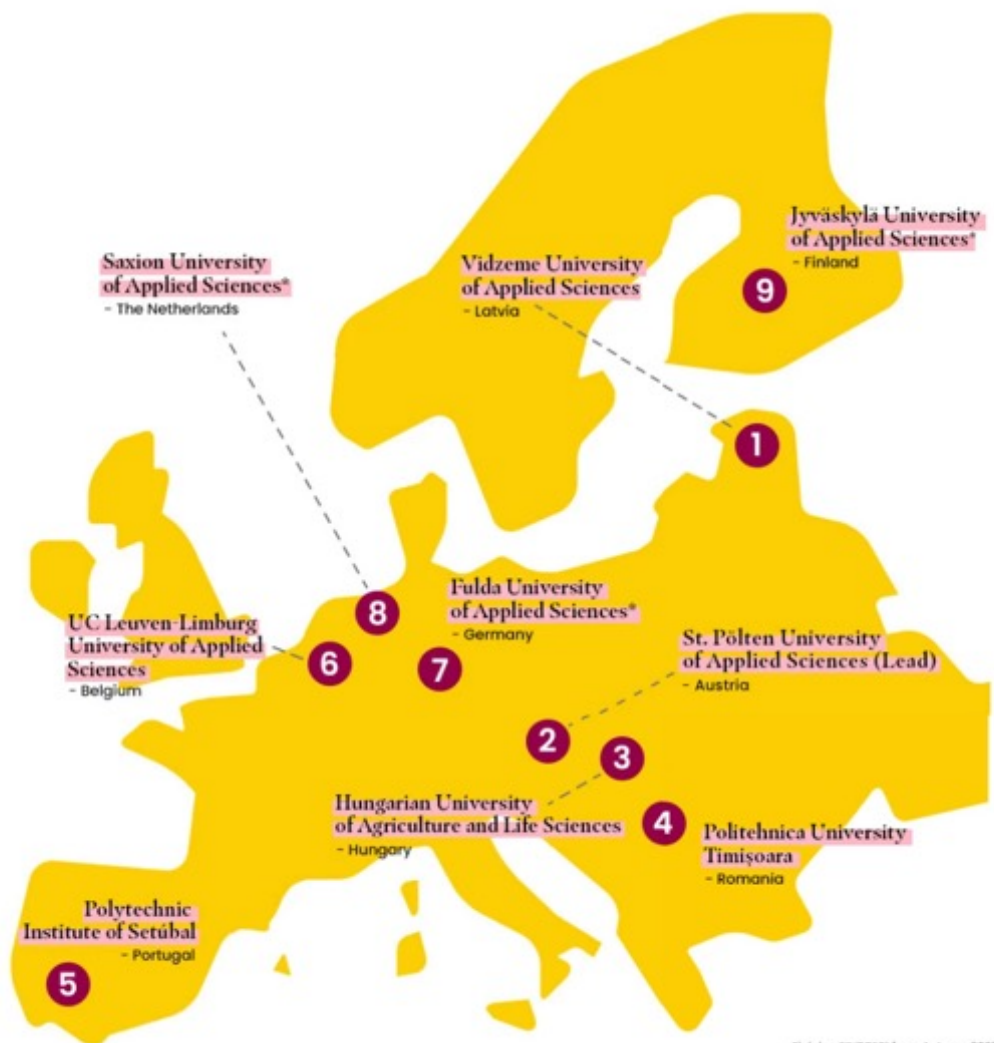 Jyväskylä University
of Applied Sciences*
- Finland
9
Saxion University
of Applied Sciences*
- The Netherlands
Vidzeme University
of Applied Sciences
- Latvia
1
8
Fulda University
of Applied Sciences*
- Germany
7
UC Leuven-Limburg
University of Applied
Sciences
- Belgium
6
St. Pölten University
of Applied Sciences (Lead)
- Austria
2
3
Hungarian University
of Agriculture and Life Sciences
- Hungary
4
Politehnica University
Timișoara
- Romania
Polytechnic
Institute of Setúbal
- Portugal
5